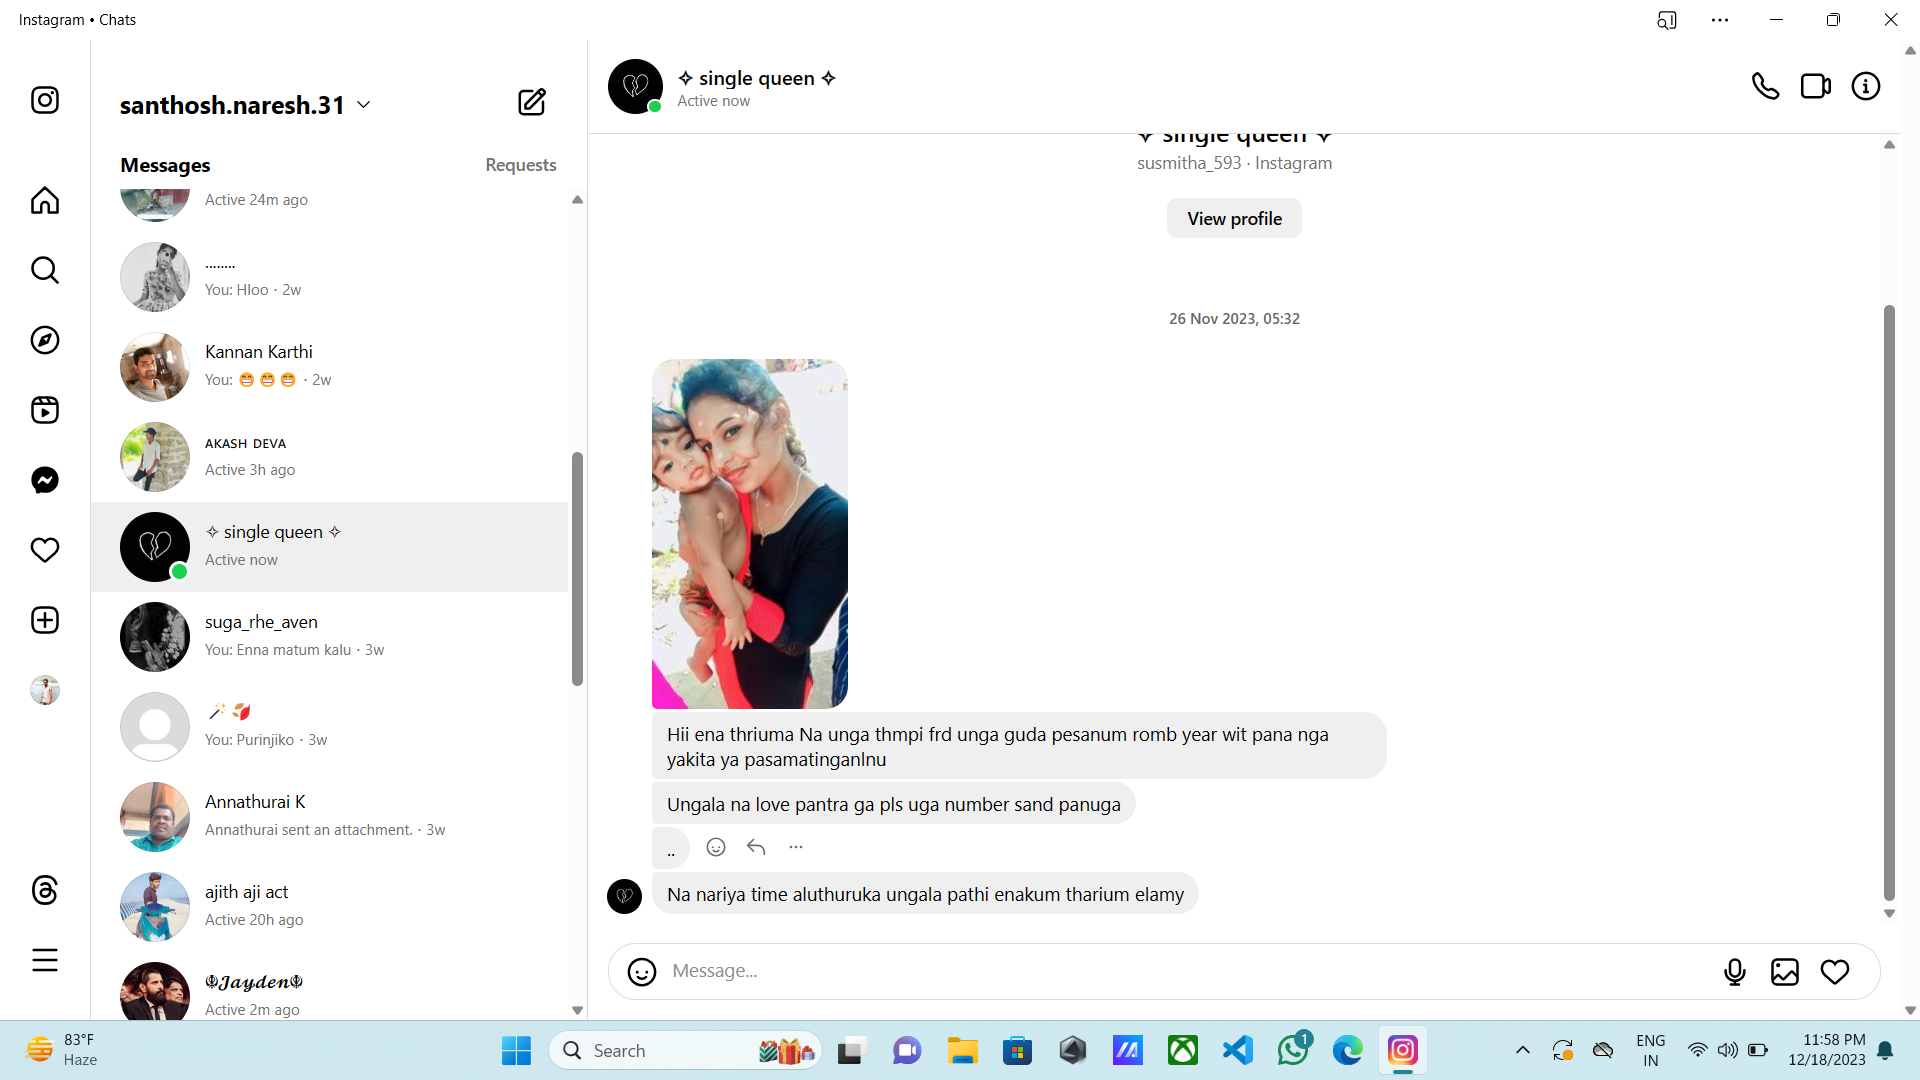 Instagram • Chats
santhosh.naresh.31
Messages
Requests
Active 24m ago
........
You: Hloo · 2w
Kannan Karthi
You: 😁😁😁 · 2w
ᴀᴋᴀsʜ ᴅᴇᴠᴀ
Active 3h ago
✧ single queen ✧
Active now
suga_rhe_aven
You: Enna matum kalu · 3w
🪄🍂
You: Purinjiko · 3w
Annathurai K
Annathurai sent an attachment. · 3w
ajith aji act
Active 20h ago
☬𝓙𝓪𝔂𝓭𝓮𝓷☬
Active 2m ago
✧ single queen ✧
Active now
✧ single queen ✧
susmitha_593 · Instagram
View profile
26 Nov 2023, 05:32
Hii ena thriuma Na unga thmpi frd unga guda pesanum romb year wit pana nga
yakita ya pasamatinganlnu
Ungala na love pantra ga pls uga number sand panuga
..
Na nariya time aluthuruka ungala pathi enakum tharium elamy
Message...
83°F
Haze
Search
1
ENG
IN
11:58 PM
12/18/2023